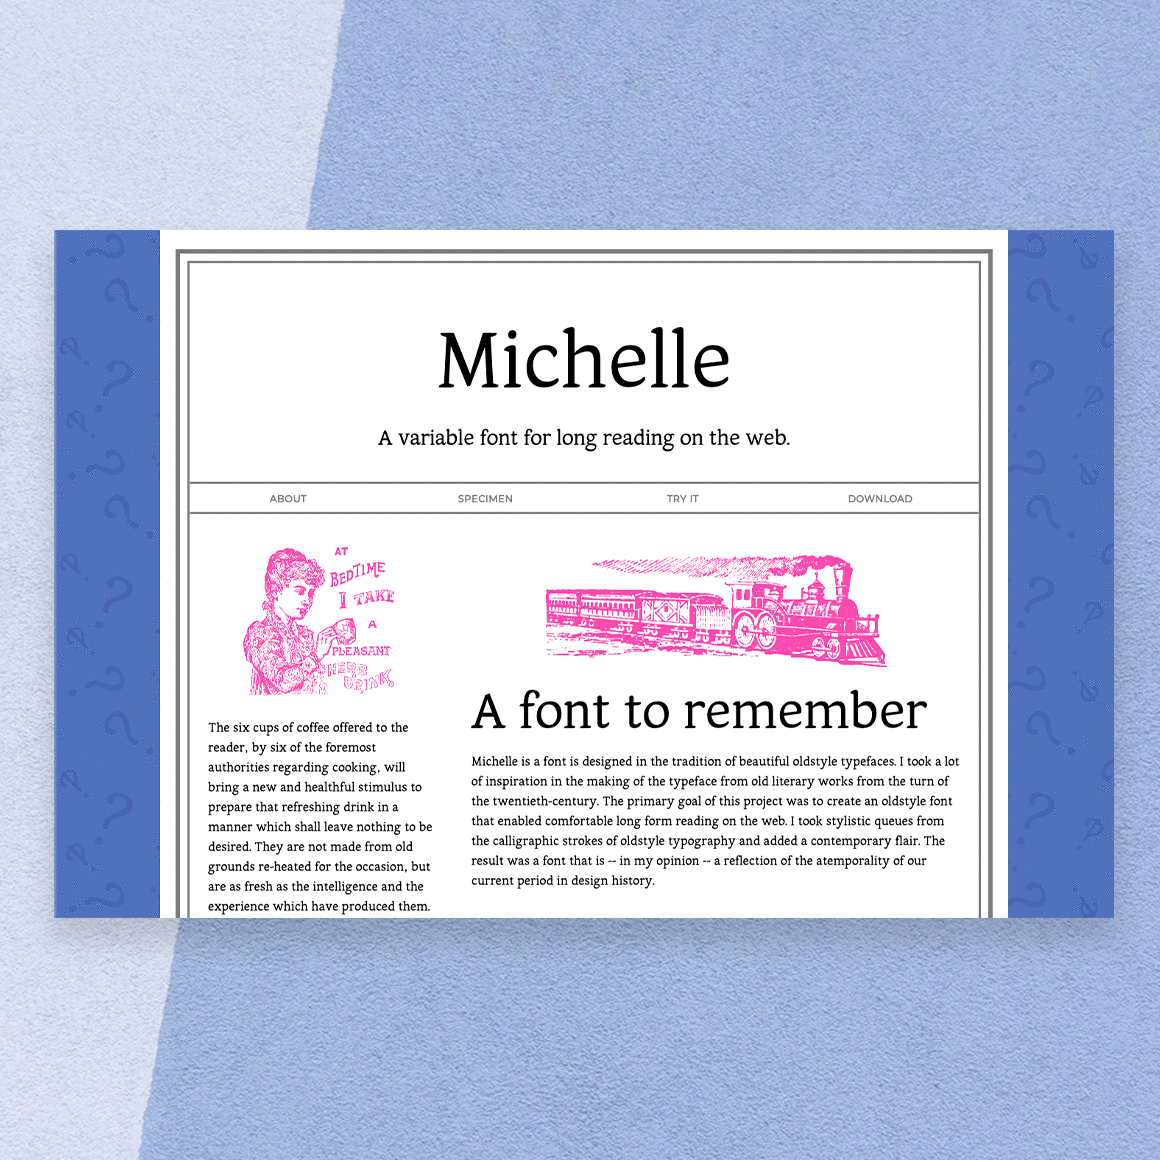 Michelle
A variable font for long reading on the web.
ABOUT SPECIMEN TRY IT DOWNLOAD
AT
BEDTIME
I TAKE
A
PLEASANT
HERB
DRINK
The six cups of coffee offered to the
reader, by six of the foremost
authorities regarding cooking, will
bring a new and healthful stimulus to
prepare that refreshing drink in a
manner which shall leave nothing to be
desired. They are not made from old
grounds re-heated for the occasion, but
are as fresh as the intelligence and the
experience which have produced them.
A font to remember
Michelle is a font is designed in the tradition of beautiful oldstyle typefaces. I took a lot
of inspiration in the making of the typeface from old literary works from the turn of
the twentieth-century. The primary goal of this project was to create an oldstyle font
that enabled comfortable long form reading on the web. I took stylistic queues from
the calligraphic strokes of oldstyle typography and added a contemporary flair. The
result was a font that is -- in my opinion -- a reflection of the atemporality of our
current period in design history.